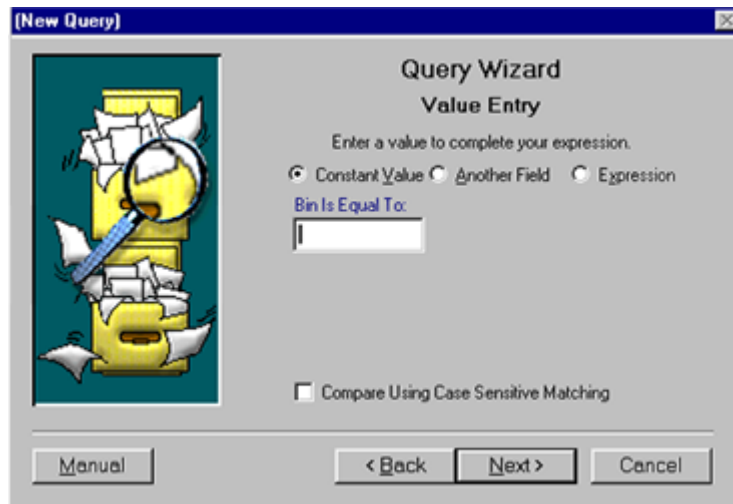 (New Query)
Query Wizard
Value Entry
Enter a value to complete your expression.
Constant Value Another Field Expression
Bin Is Equal To:
Compare Using Case Sensitive Matching
Manual < Back Next > Cancel